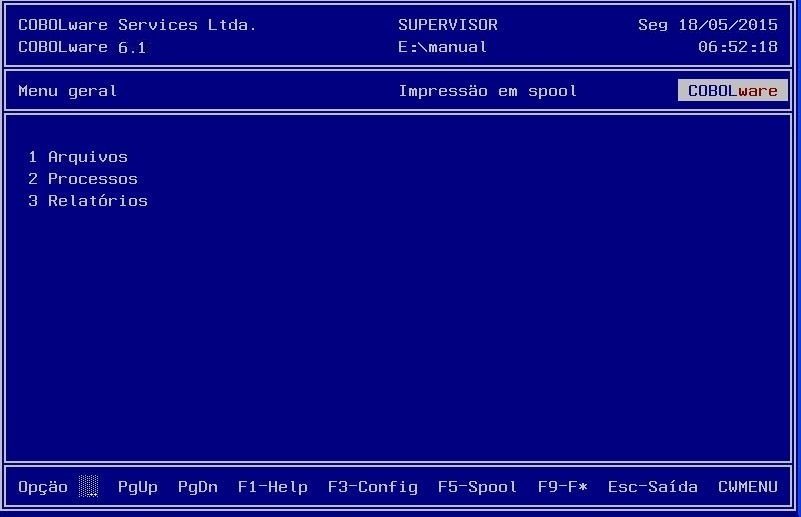 COBOLware Services Ltda. SUPERVISOR Seg 18/05/2015
COBOLware 6.1 E:\manual 06:52:18
Menu geral Impressäo em spool COBOLware
1 Arquivos
2 Processos
3 Relatórios
Opçäo PgUp PgDn F1-Help F3-Config F5-Spool F9-F* Esc-Saída CWMENU